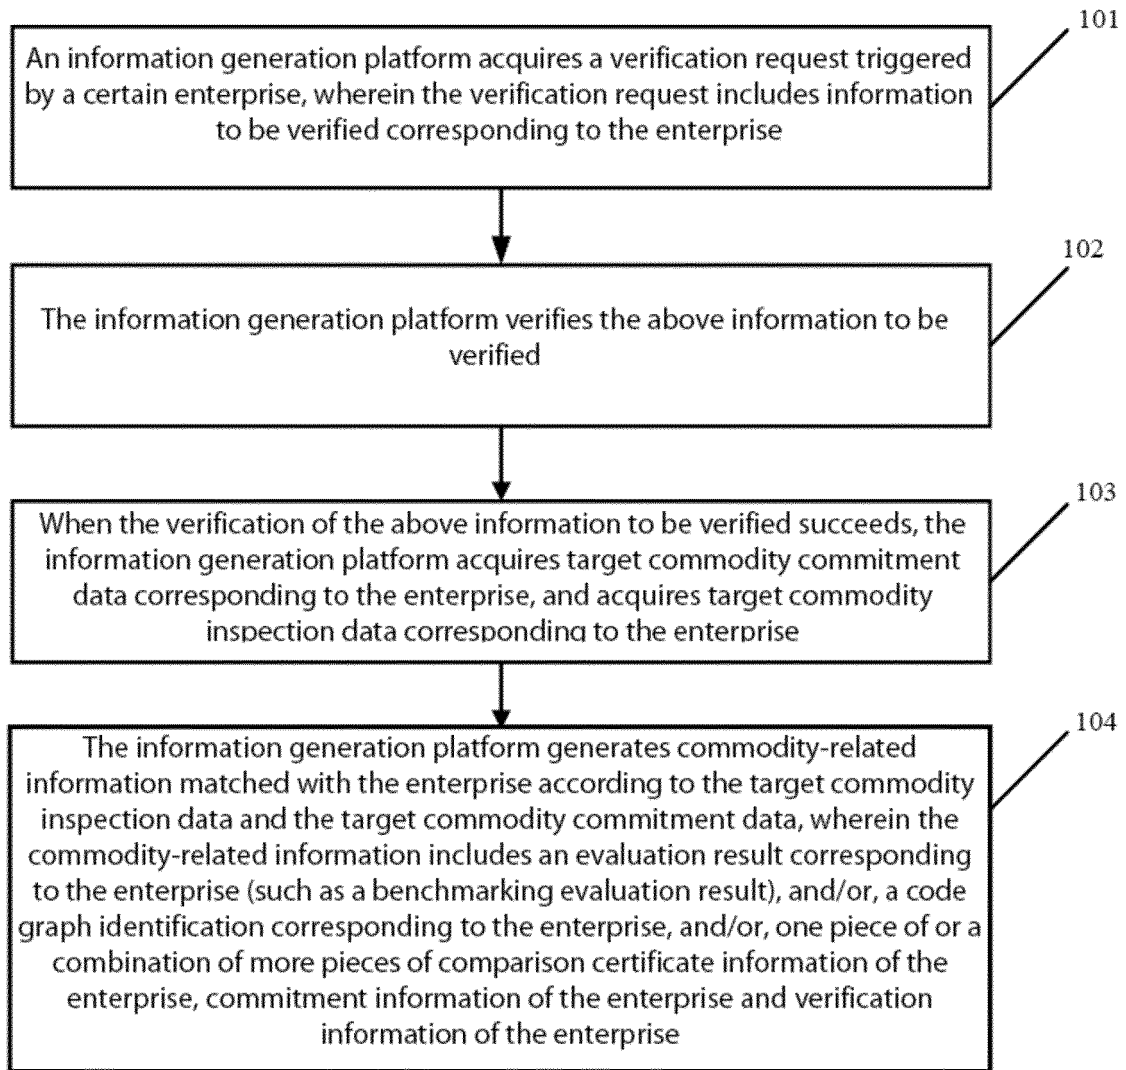 101
An information generation platform acquires a verification request triggered
by a certain enterprise, wherein the verification request includes information
to be verified corresponding to the enterprise
102
The information generation platform verifies the above information to be
verified
103
When the verification of the above information to be verified succeeds, the
information generation platform acquires target commodity commitment
data corresponding to the enterprise, and acquires target commodity
inspection data corresponding to the enterprise
104
The information generation platform generates commodity-related
information matched with the enterprise according to the target commodity
inspection data and the target commodity commitment data, wherein the
commodity-related information includes an evaluation result corresponding
to the enterprise (such as a benchmarking evaluation result), and/or, a code
graph identification corresponding to the enterprise, and/or, one piece of or a
combination of more pieces of comparison certificate information of the
enterprise, commitment information of the enterprise and verification
information of the enterprise